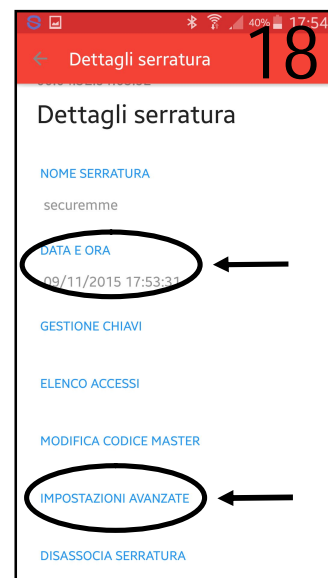 40% 17:54
18
Dettagli serratura
Dettagli serratura
NOME SERRATURA
securemme
DATA E ORA
09/11/2015 17:53:31
GESTIONE CHIAVI
ELENCO ACCESSI
MODIFICA CODICE MASTER
IMPOSTAZIONI AVANZATE
DISASSOCIA SERRATURA